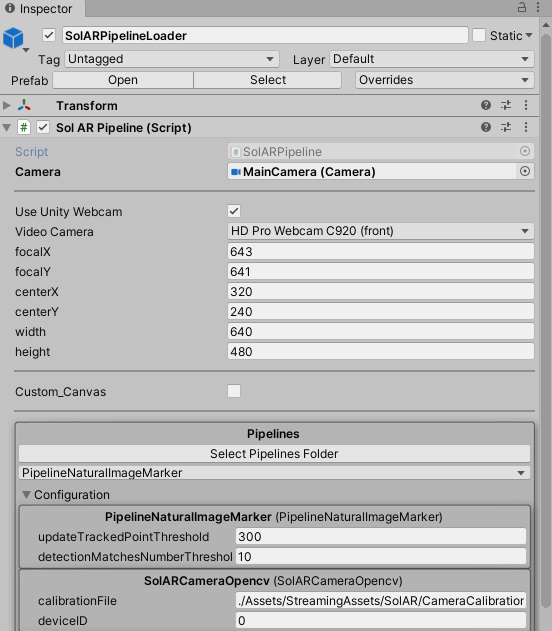 Inspector
SolARPipelineLoader Static
Tag Untagged Layer Default
Prefab Open Select Overrides
Transform
# Sol AR Pipeline (Script)
Script # SolARPipeline
Camera MainCamera (Camera)
Use Unity Webcam
Video Camera HD Pro Webcam C920 (front)
focalX 643
focalY 641
centerX 320
centerY 240
width 640
height 480
Custom_Canvas
Pipelines
Select Pipelines Folder
PipelineNaturalImageMarker
Configuration
PipelineNaturalImageMarker (PipelineNaturalImageMarker)
updateTrackedPointThreshold 300
detectionMatchesNumberThreshol 10
SolARCameraOpencv (SolARCameraOpencv)
calibrationFile ./Assets/StreamingAssets/SolAR/CameraCalibration
deviceID 0